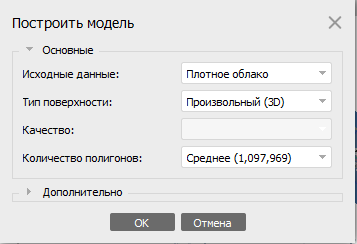 Построить модель
Основные
Исходные данные: Плотное облако
Тип поверхности: Произвольный (3D)
Качество:
Количество полигонов: Среднее (1,097,969)
Дополнительно
OK Отмена